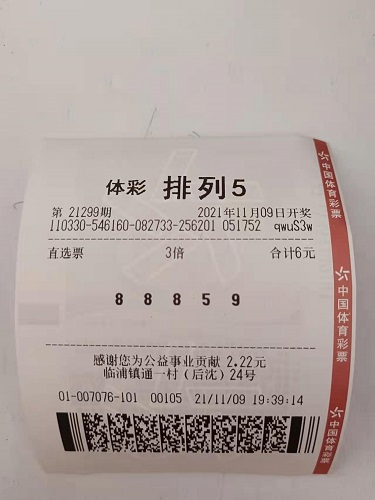 体彩 排列5
第 21299期 2021年11月09日开奖
110330-546160-082733-256201 051752 qwuS3w
直选票 3倍 合计6元
8 8 8 5 9
感谢您为公益事业贡献 2.22元
临浦镇通一村（后沈）24号
01-007076-101 00105 21/11/09 19:39:14
中国体育彩票
中国体育彩票
中国体育彩票